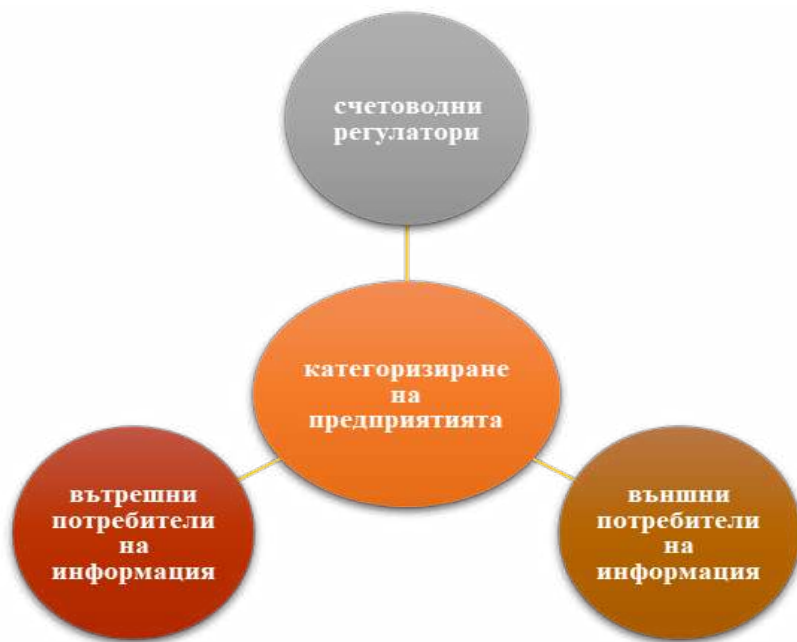 счетоводни
регулатори
категоризиране
на
предприятията
вътрешни
потребители
на
информация
външни
потребители
на
информация